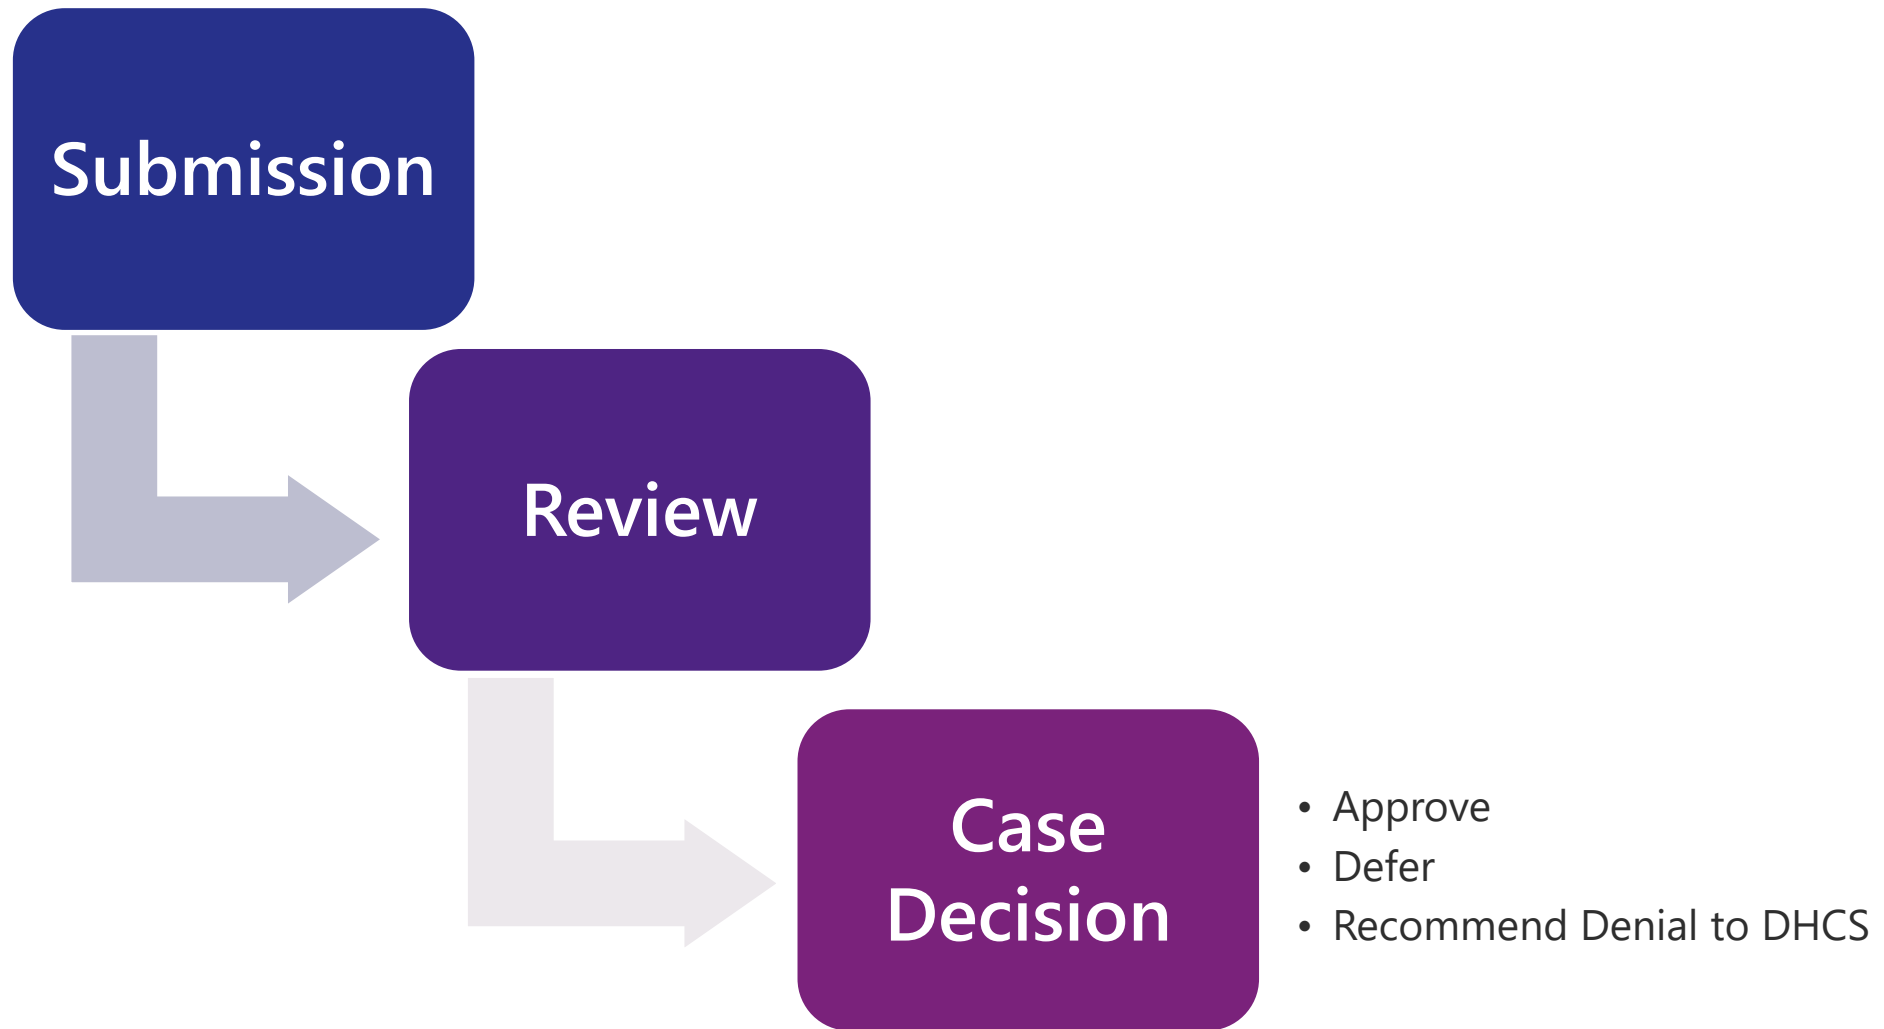 Submission
Review
Case
Decision
• Approve
• Defer
• Recommend Denial to DHCS